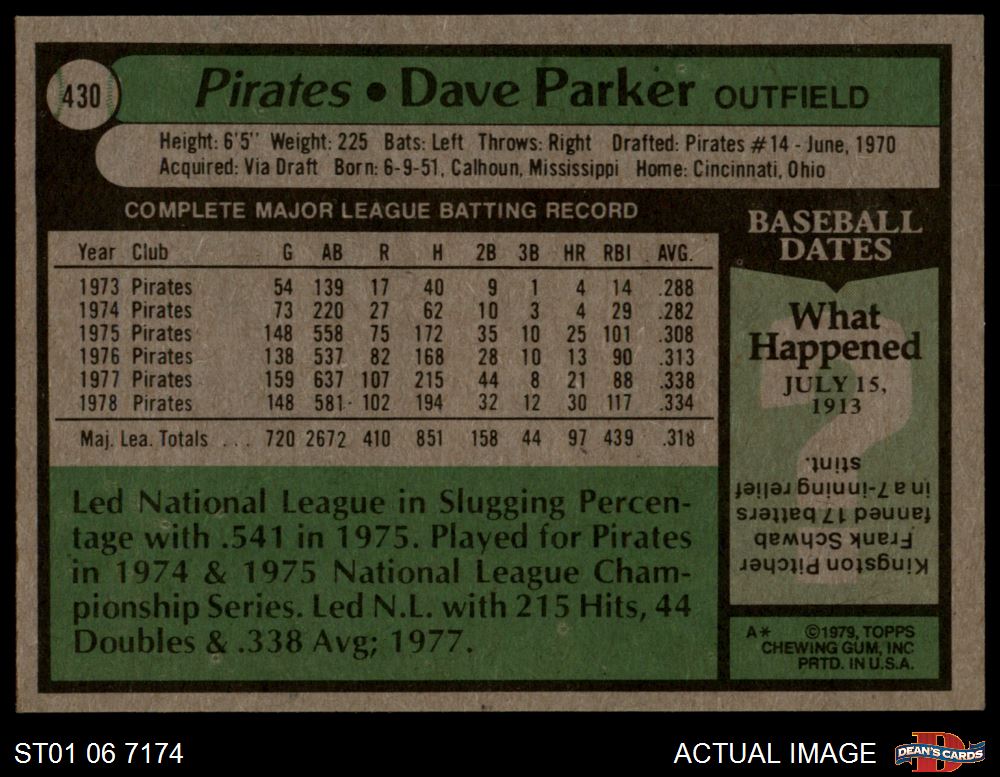 430
Pirates • Dave Parker OUTFIELD
Height: 6'5" Weight: 225 Bats: Left Throws: Right Drafted: Pirates #14 - June, 1970
Acquired: Via Draft Born: 6-9-51, Calhoun, Mississippi Home: Cincinnati, Ohio
COMPLETE MAJOR LEAGUE BATTING RECORD
Year Club G AB R H 2B 3B HR RBI AVG.
1973 Pirates 54 139 17 40 9 1 4 14 .288
1974 Pirates 73 220 27 62 10 3 4 29 .282
1975 Pirates 148 558 75 172 35 10 25 101 .308
1976 Pirates 138 537 82 168 28 10 13 90 .313
1977 Pirates 159 637 107 215 44 8 21 88 .338
1978 Pirates 148 581 102 194 32 12 30 117 .334
Maj. Lea. Totals ... 720 2672 410 851 158 44 97 439 .318
Led National League in Slugging Percen-
tage with .541 in 1975. Played for Pirates
in 1974 & 1975 National League Cham-
pionship Series. Led N.L. with 215 Hits, 44
Doubles & .338 Avg; 1977.
BASEBALL
DATES
What
Happened
JULY 15,
1913
Kingston Pitcher
Frank Schwab
fanned 17 batters
in a 7-inning relief
stint.
A* ©1979, TOPPS
CHEWING GUM, INC
PRTD. IN U.S.A.
ST01 06 7174
ACTUAL IMAGE
D
DEAN'S CARDS